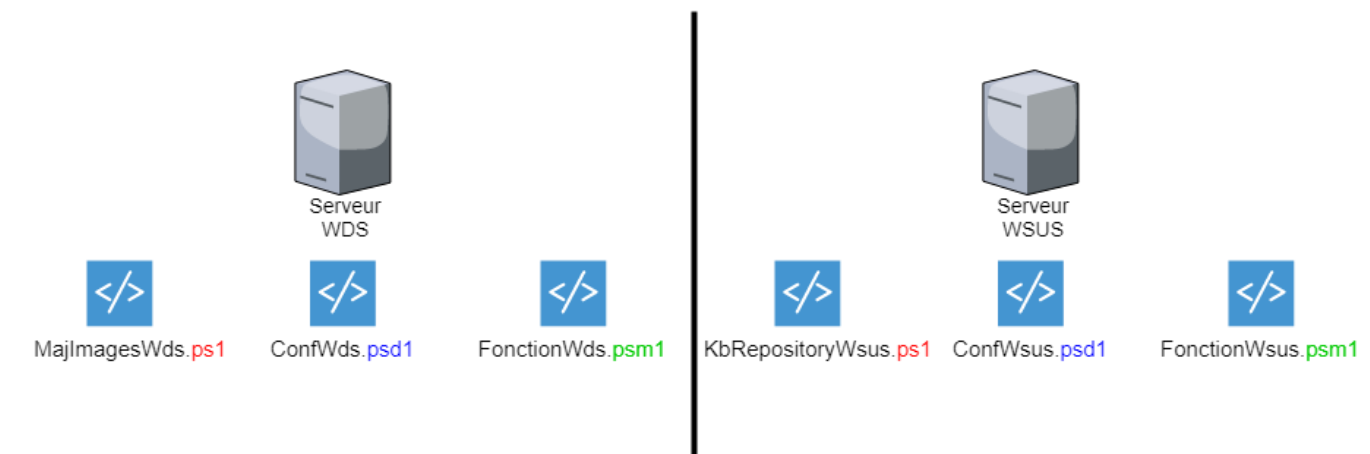 Serveur
WDS
</>
</>
</>
MajImagesWds.ps1
ConfWds.psd1
FonctionWds.psm1
Serveur
WSUS
</>
</>
</>
KbRepositoryWsus.ps1
ConfWsus.psd1
FonctionWsus.psm1